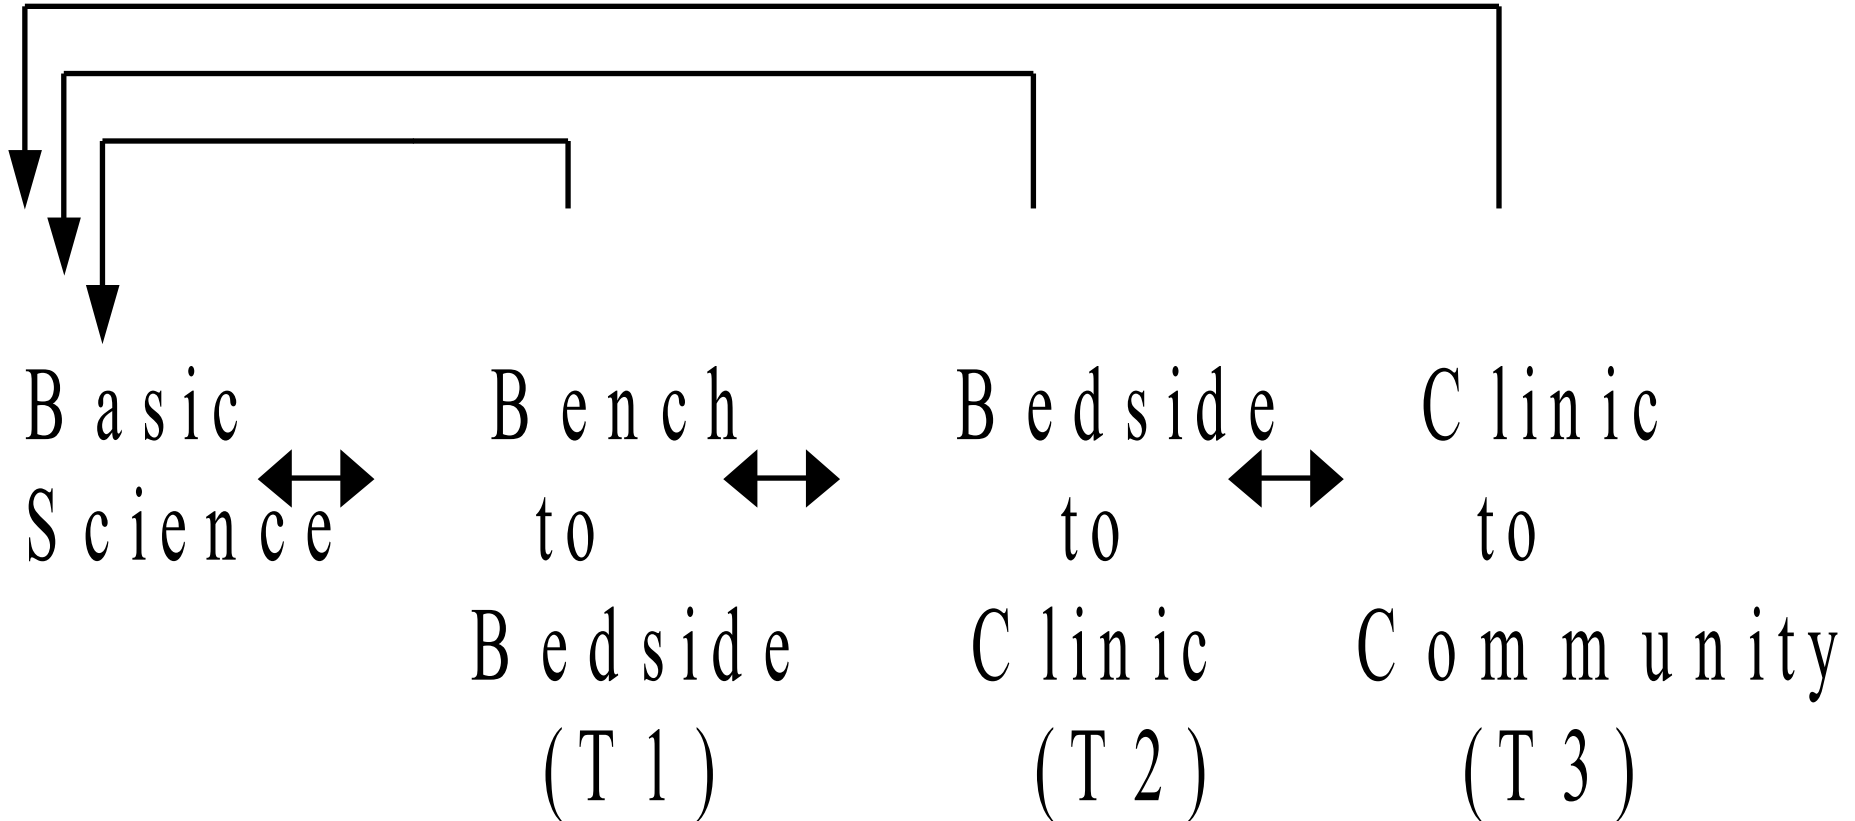 Basic Bench Bedside Clinic
Science to to to
Bedside Clinic Community
(T1) (T2) (T3)